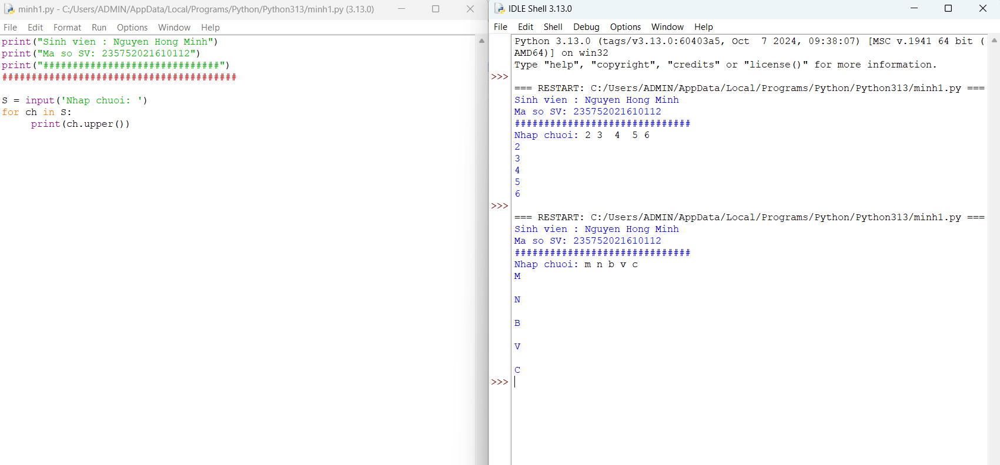 minh1.py - C:/Users/ADMIN/AppData/Local/Programs/Python/Python313/minh1.py (3.13.0)
File Edit Format Run Options Window Help
print("Sinh vien : Nguyen Hong Minh")
print("Ma so SV: 235752021610112")
print("##############################")
########################################
S = input('Nhap chuoi: ')
for ch in S:
     print(ch.upper())
IDLE Shell 3.13.0
File Edit Shell Debug Options Window Help
Python 3.13.0 (tags/v3.13.0:60403a5, Oct  7 2024, 09:38:07) [MSC v.1941 64 bit (
AMD64)] on win32
Type "help", "copyright", "credits" or "license()" for more information.
>>>
=== RESTART: C:/Users/ADMIN/AppData/Local/Programs/Python/Python313/minh1.py ===
Sinh vien : Nguyen Hong Minh
Ma so SV: 235752021610112
##############################
Nhap chuoi: 2 3  4  5 6
2
3
4
5
6
>>>
=== RESTART: C:/Users/ADMIN/AppData/Local/Programs/Python/Python313/minh1.py ===
Sinh vien : Nguyen Hong Minh
Ma so SV: 235752021610112
##############################
Nhap chuoi: m n b v c
M
N
B
V
C
>>>